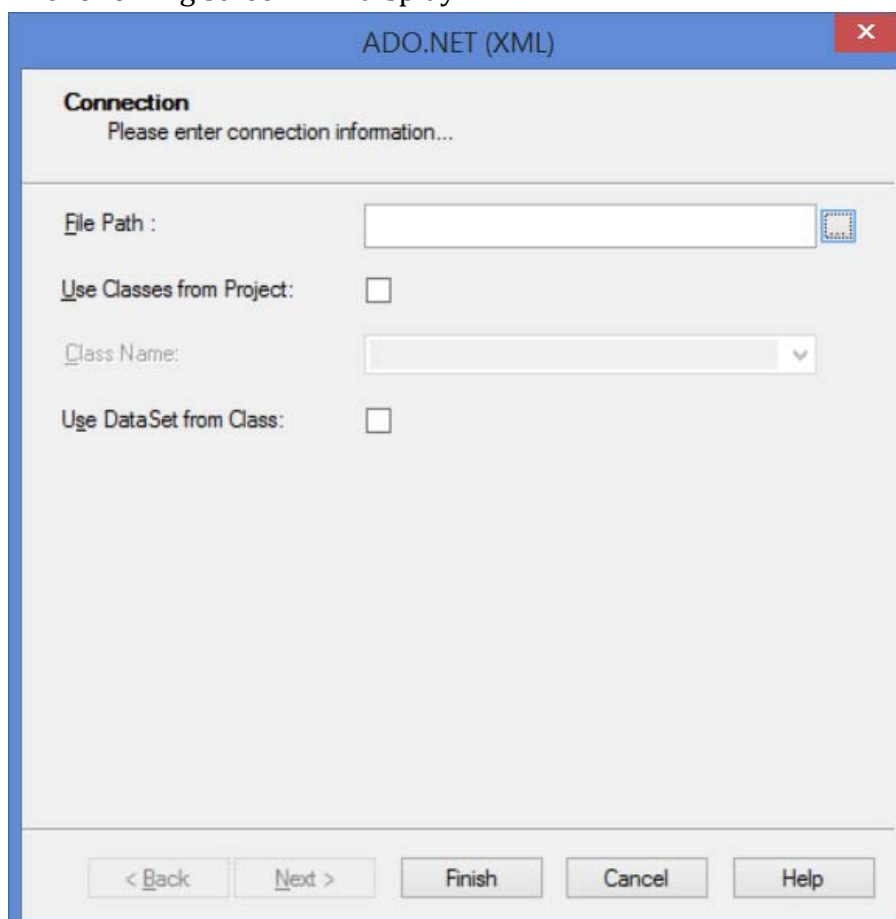 ADO.NET (XML)
Connection
Please enter connection information...
File Path :
...
Use Classes from Project:
Class Name:
Use DataSet from Class:
< Back Next > Finish Cancel Help